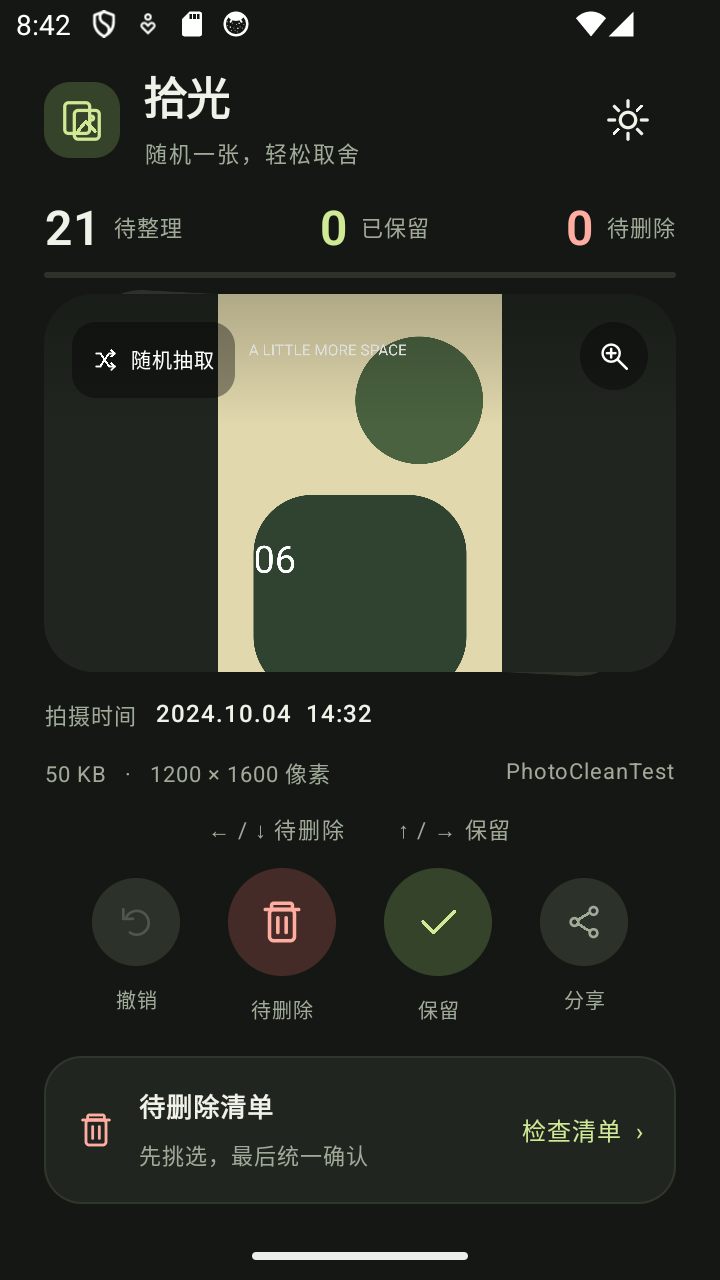 8:42
拾光
随机一张，轻松取舍
21 待整理 0 已保留 0 待删除
随机抽取
A LITTLE MORE SPACE
06
拍摄时间 2024.10.04 14:32
50 KB · 1200 × 1600 像素 PhotoCleanTest
← / ↓ 待删除 ↑ / → 保留
撤销 待删除 保留 分享
待删除清单
先挑选，最后统一确认
检查清单 ›